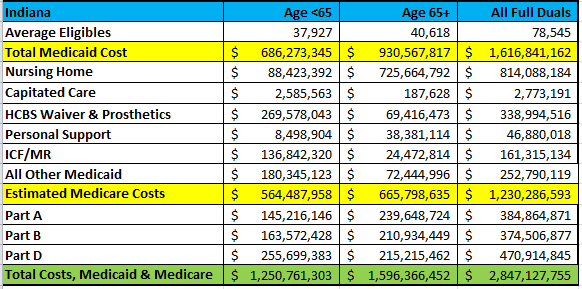 Indiana Age <65 Age 65+ All Full Duals
Average Eligibles 37,927 40,618 78,545
Total Medicaid Cost $ 686,273,345 $ 930,567,817 $ 1,616,841,162
Nursing Home $ 88,423,392 $ 725,664,792 $ 814,088,184
Capitated Care $ 2,585,563 $ 187,628 $ 2,773,191
HCBS Waiver & Prosthetics $ 269,578,043 $ 69,416,473 $ 338,994,516
Personal Support $ 8,498,904 $ 38,381,114 $ 46,880,018
ICF/MR $ 136,842,320 $ 24,472,814 $ 161,315,134
All Other Medicaid $ 180,345,123 $ 72,444,996 $ 252,790,119
Estimated Medicare Costs $ 564,487,958 $ 665,798,635 $ 1,230,286,593
Part A $ 145,216,146 $ 239,648,724 $ 384,864,871
Part B $ 163,572,428 $ 210,934,449 $ 374,506,877
Part D $ 255,699,383 $ 215,215,462 $ 470,914,845
Total Costs, Medicaid & Medicare $ 1,250,761,303 $ 1,596,366,452 $ 2,847,127,755